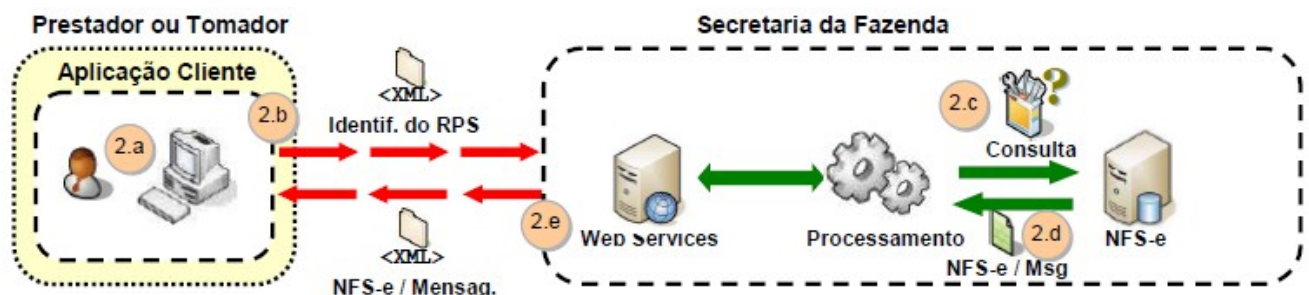 Prestador ou Tomador
Secretaria da Fazenda
Aplicação Cliente
<XML>
2.a
2.b
Identif. do RPS
2.c
?
Consulta
2.e
Web Services
Processamento
2.d
NFS-e
<XML>
NFS-e / Msg
NFS-e / Mensag.